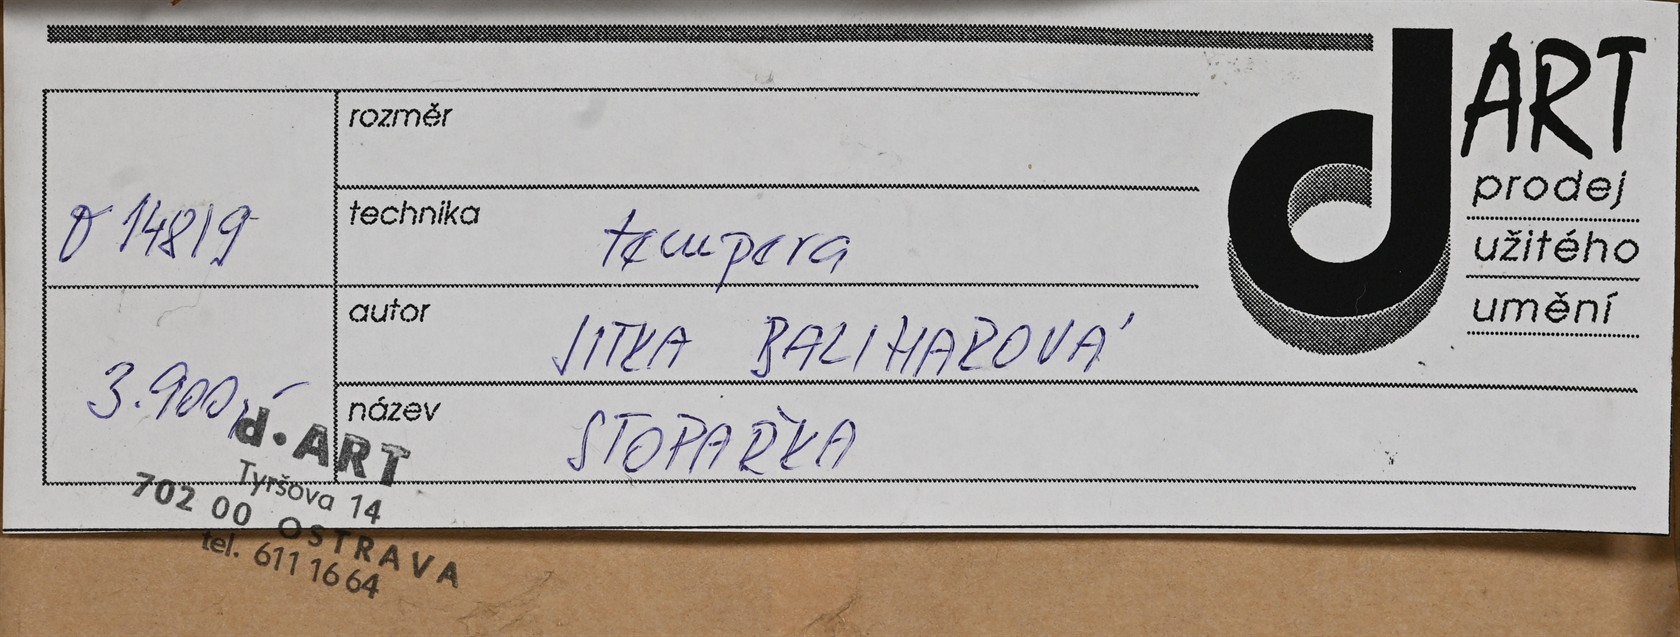 d ART
prodej
užitého
umění
rozměr
technika tempera
14819
autor JITKA BALIHAROVÁ
název STOPAŘKA
3.900,-
d.ART
Tyršova 14
702 00 OSTRAVA
tel. 611 16 64